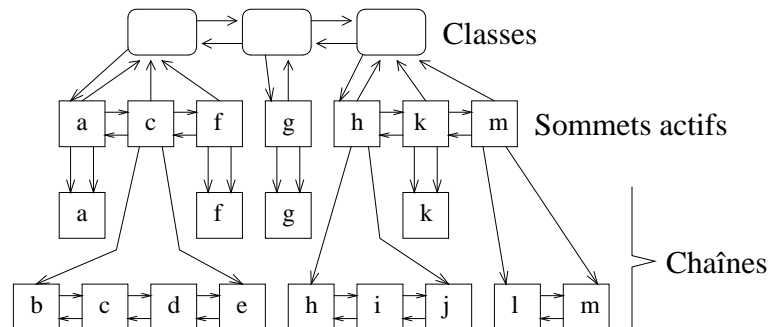 Classes
a c f g h k m Sommets actifs
a f g k
Chaînes
b c d e h i j l m